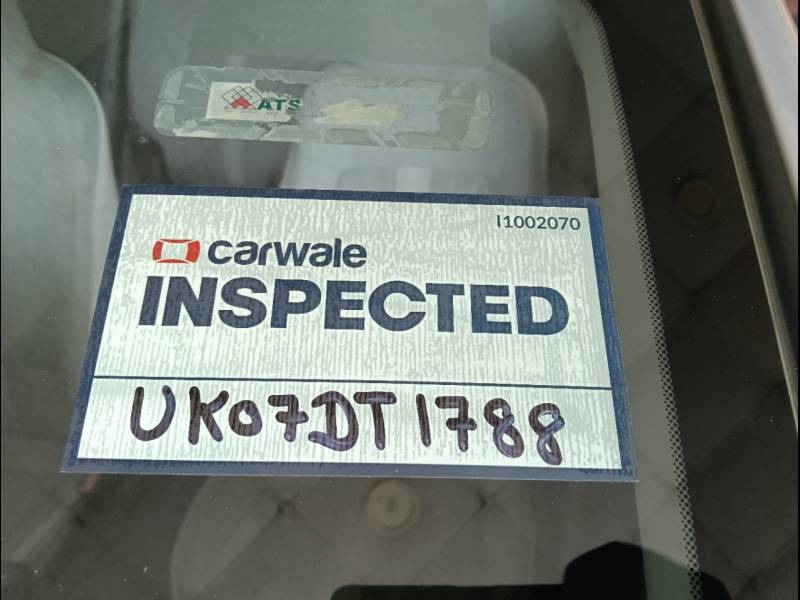 ATS
I1002070
carwale
INSPECTED
UK07DT1788